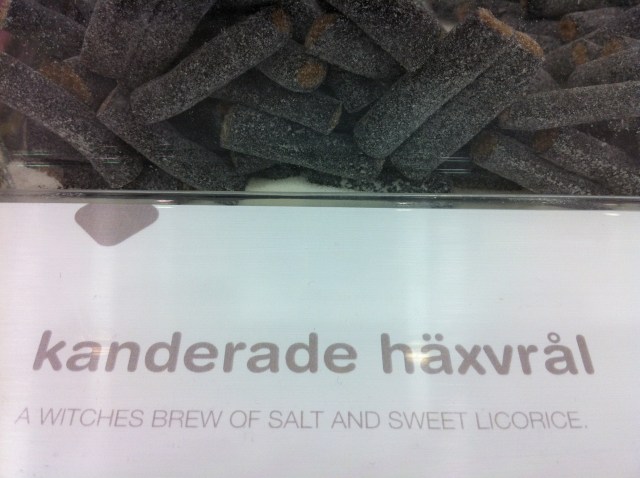 kanderade häxvrål
A WITCHES BREW OF SALT AND SWEET LICORICE.